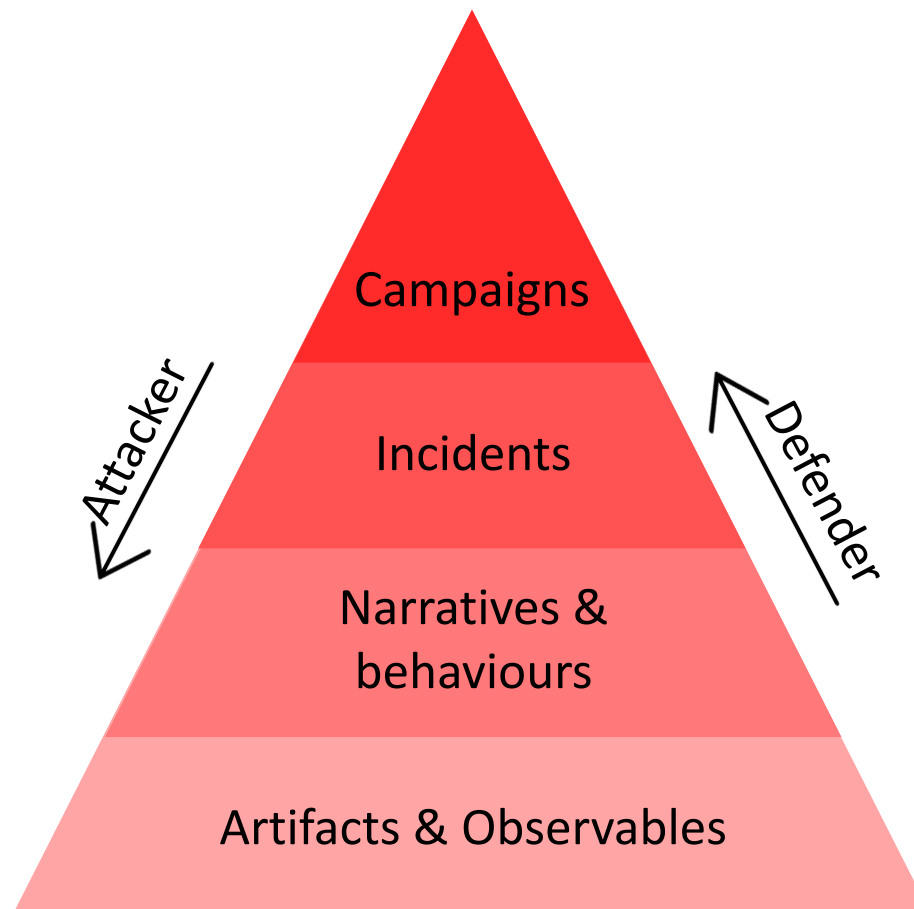 Campaigns
Attacker
Defender
Incidents
Narratives &
behaviours
Artifacts & Observables